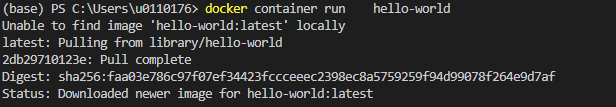 (base) PS C:\Users\u0110176> docker container run    hello-world
Unable to find image 'hello-world:latest' locally
latest: Pulling from library/hello-world
2db29710123e: Pull complete
Digest: sha256:faa03e786c97f07ef34423fccceeec2398ec8a5759259f94d99078f264e9d7af
Status: Downloaded newer image for hello-world:latest